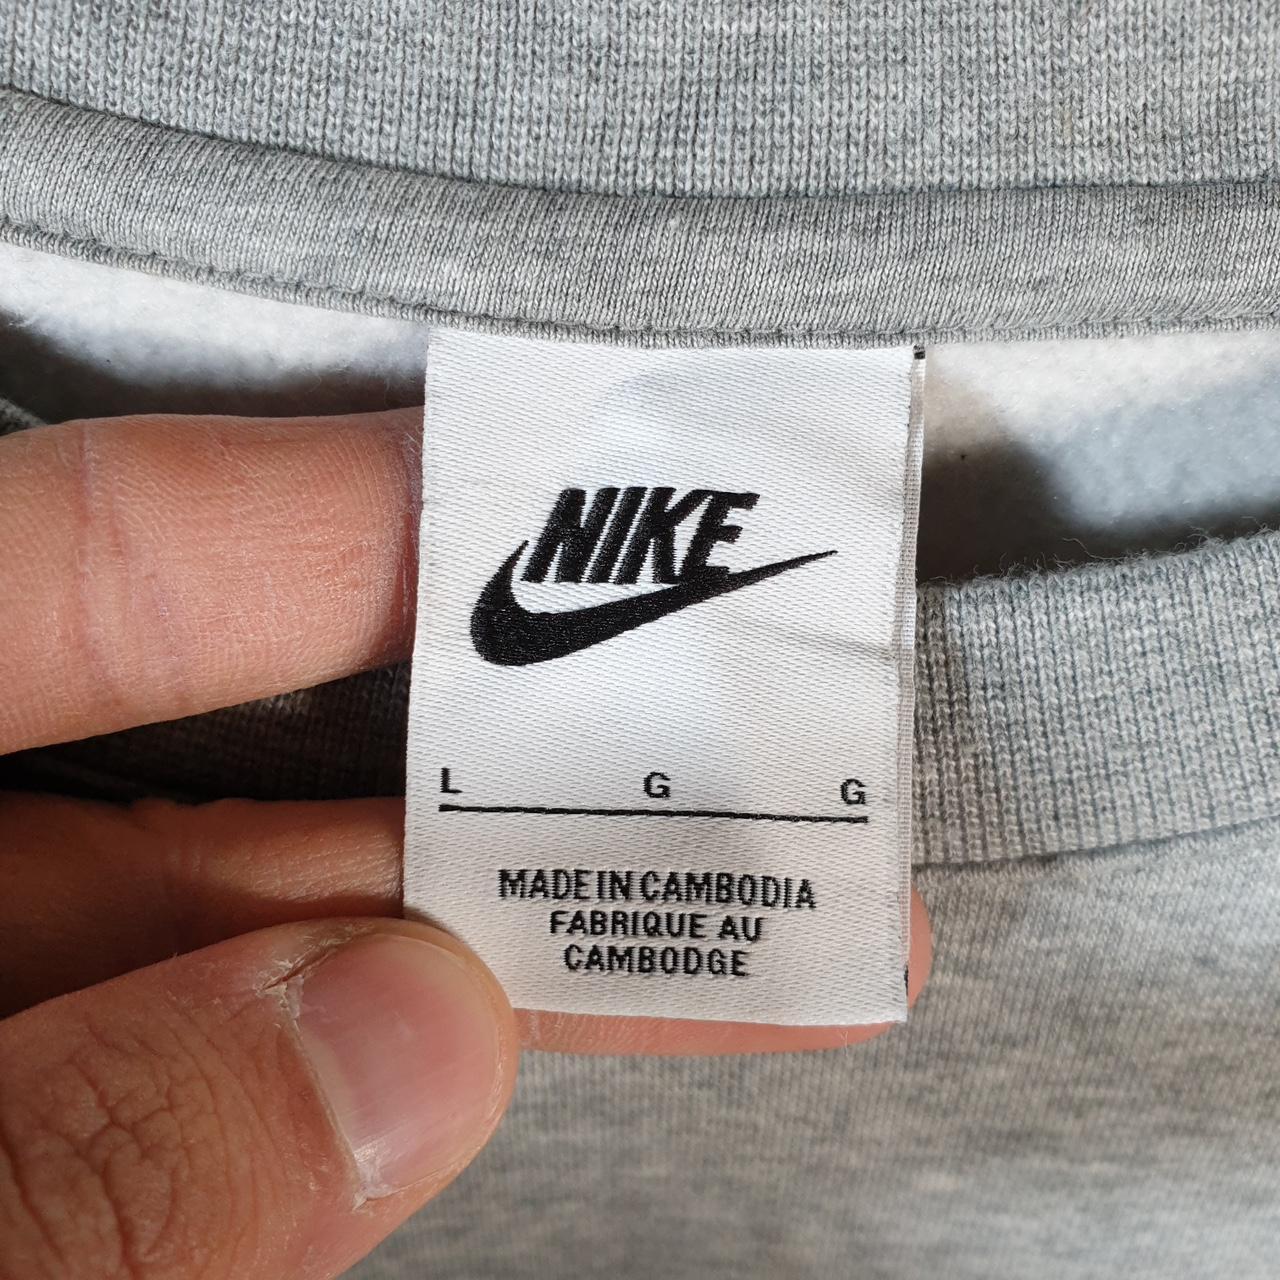 NIKE
L G G
MADE IN CAMBODIA
FABRIQUE AU
CAMBODGE